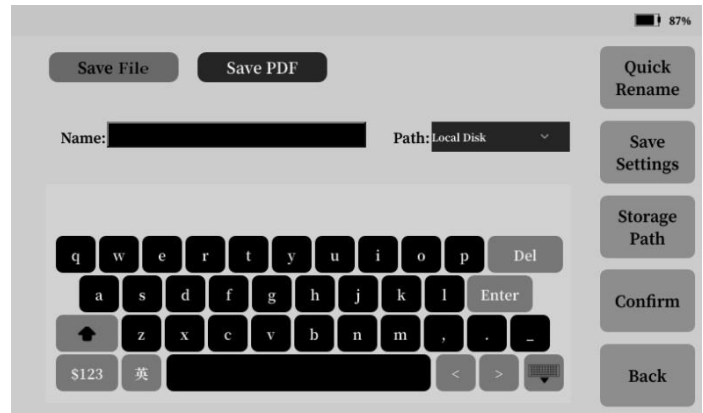 87%
Save File
Save PDF
Quick
Rename
Name:
Path:
Local Disk
Save
Settings
Storage
Path
q w e r t y u i o p Del
a s d f g h j k l Enter
z x c v b n m , . _
Confirm
$123 英 < >
Back